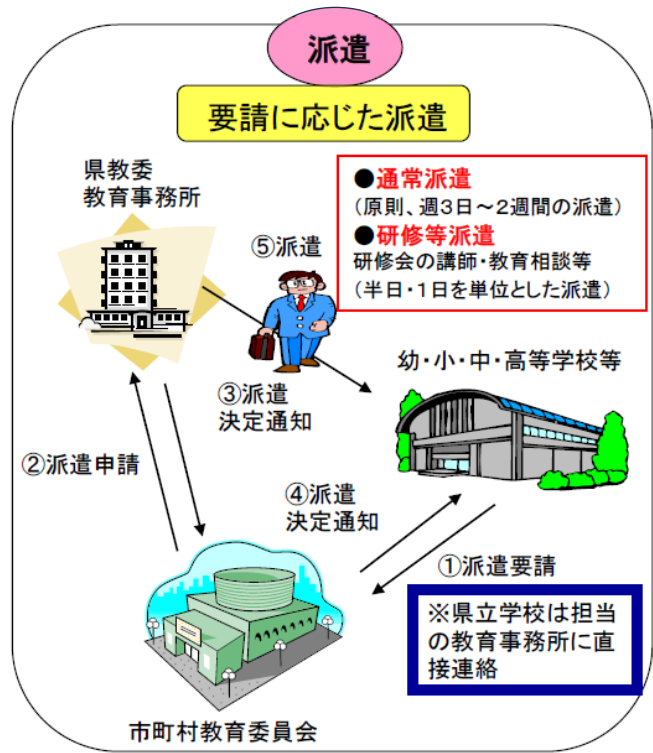 派遣
要請に応じた派遣
県教委
教育事務所
●通常派遣
(原則、週3日～2週間の派遣)
●研修等派遣
研修会の講師・教育相談等
(半日・1日を単位とした派遣)
⑤派遣
幼・小・中・高等学校等
③派遣
決定通知
②派遣申請
④派遣
決定通知
①派遣要請
※県立学校は担当
の教育事務所に直
接連絡
市町村教育委員会